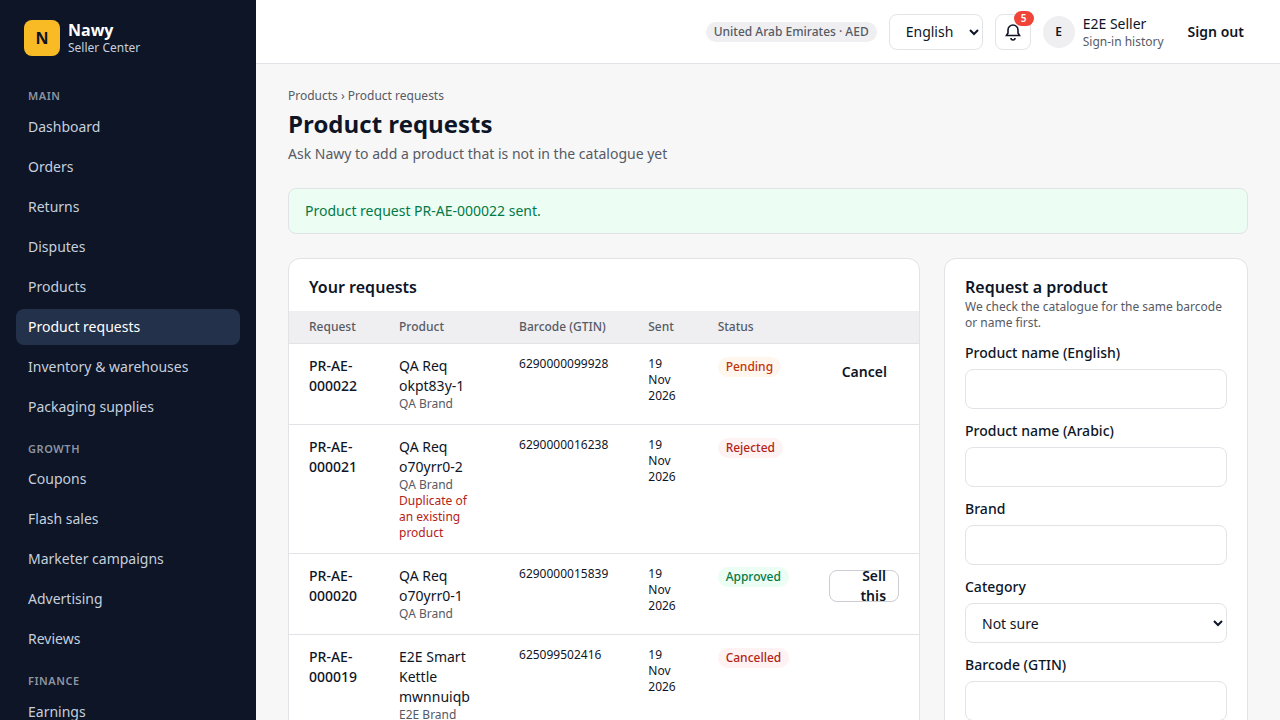 N
Nawy
Seller Center
MAIN
Dashboard
Orders
Returns
Disputes
Products
Product requests
Inventory & warehouses
Packaging supplies
GROWTH
Coupons
Flash sales
Marketer campaigns
Advertising
Reviews
FINANCE
Earnings
United Arab Emirates · AED
English
5
E
E2E Seller
Sign-in history
Sign out
Products › Product requests
Product requests
Ask Nawy to add a product that is not in the catalogue yet
Product request PR-AE-000022 sent.
Your requests
Request Product Barcode (GTIN) Sent Status
PR-AE-000022 QA Req okpt83y-1 QA Brand 6290000099928 19 Nov 2026 Pending Cancel
PR-AE-000021 QA Req o70yrr0-2 QA Brand Duplicate of an existing product 6290000016238 19 Nov 2026 Rejected
PR-AE-000020 QA Req o70yrr0-1 QA Brand 6290000015839 19 Nov 2026 Approved Sell this
PR-AE-000019 E2E Smart Kettle mwnnuiqb E2E Brand 625099502416 19 Nov 2026 Cancelled
Request a product
We check the catalogue for the same barcode
or name first.
Product name (English)
Product name (Arabic)
Brand
Category
Not sure
Barcode (GTIN)